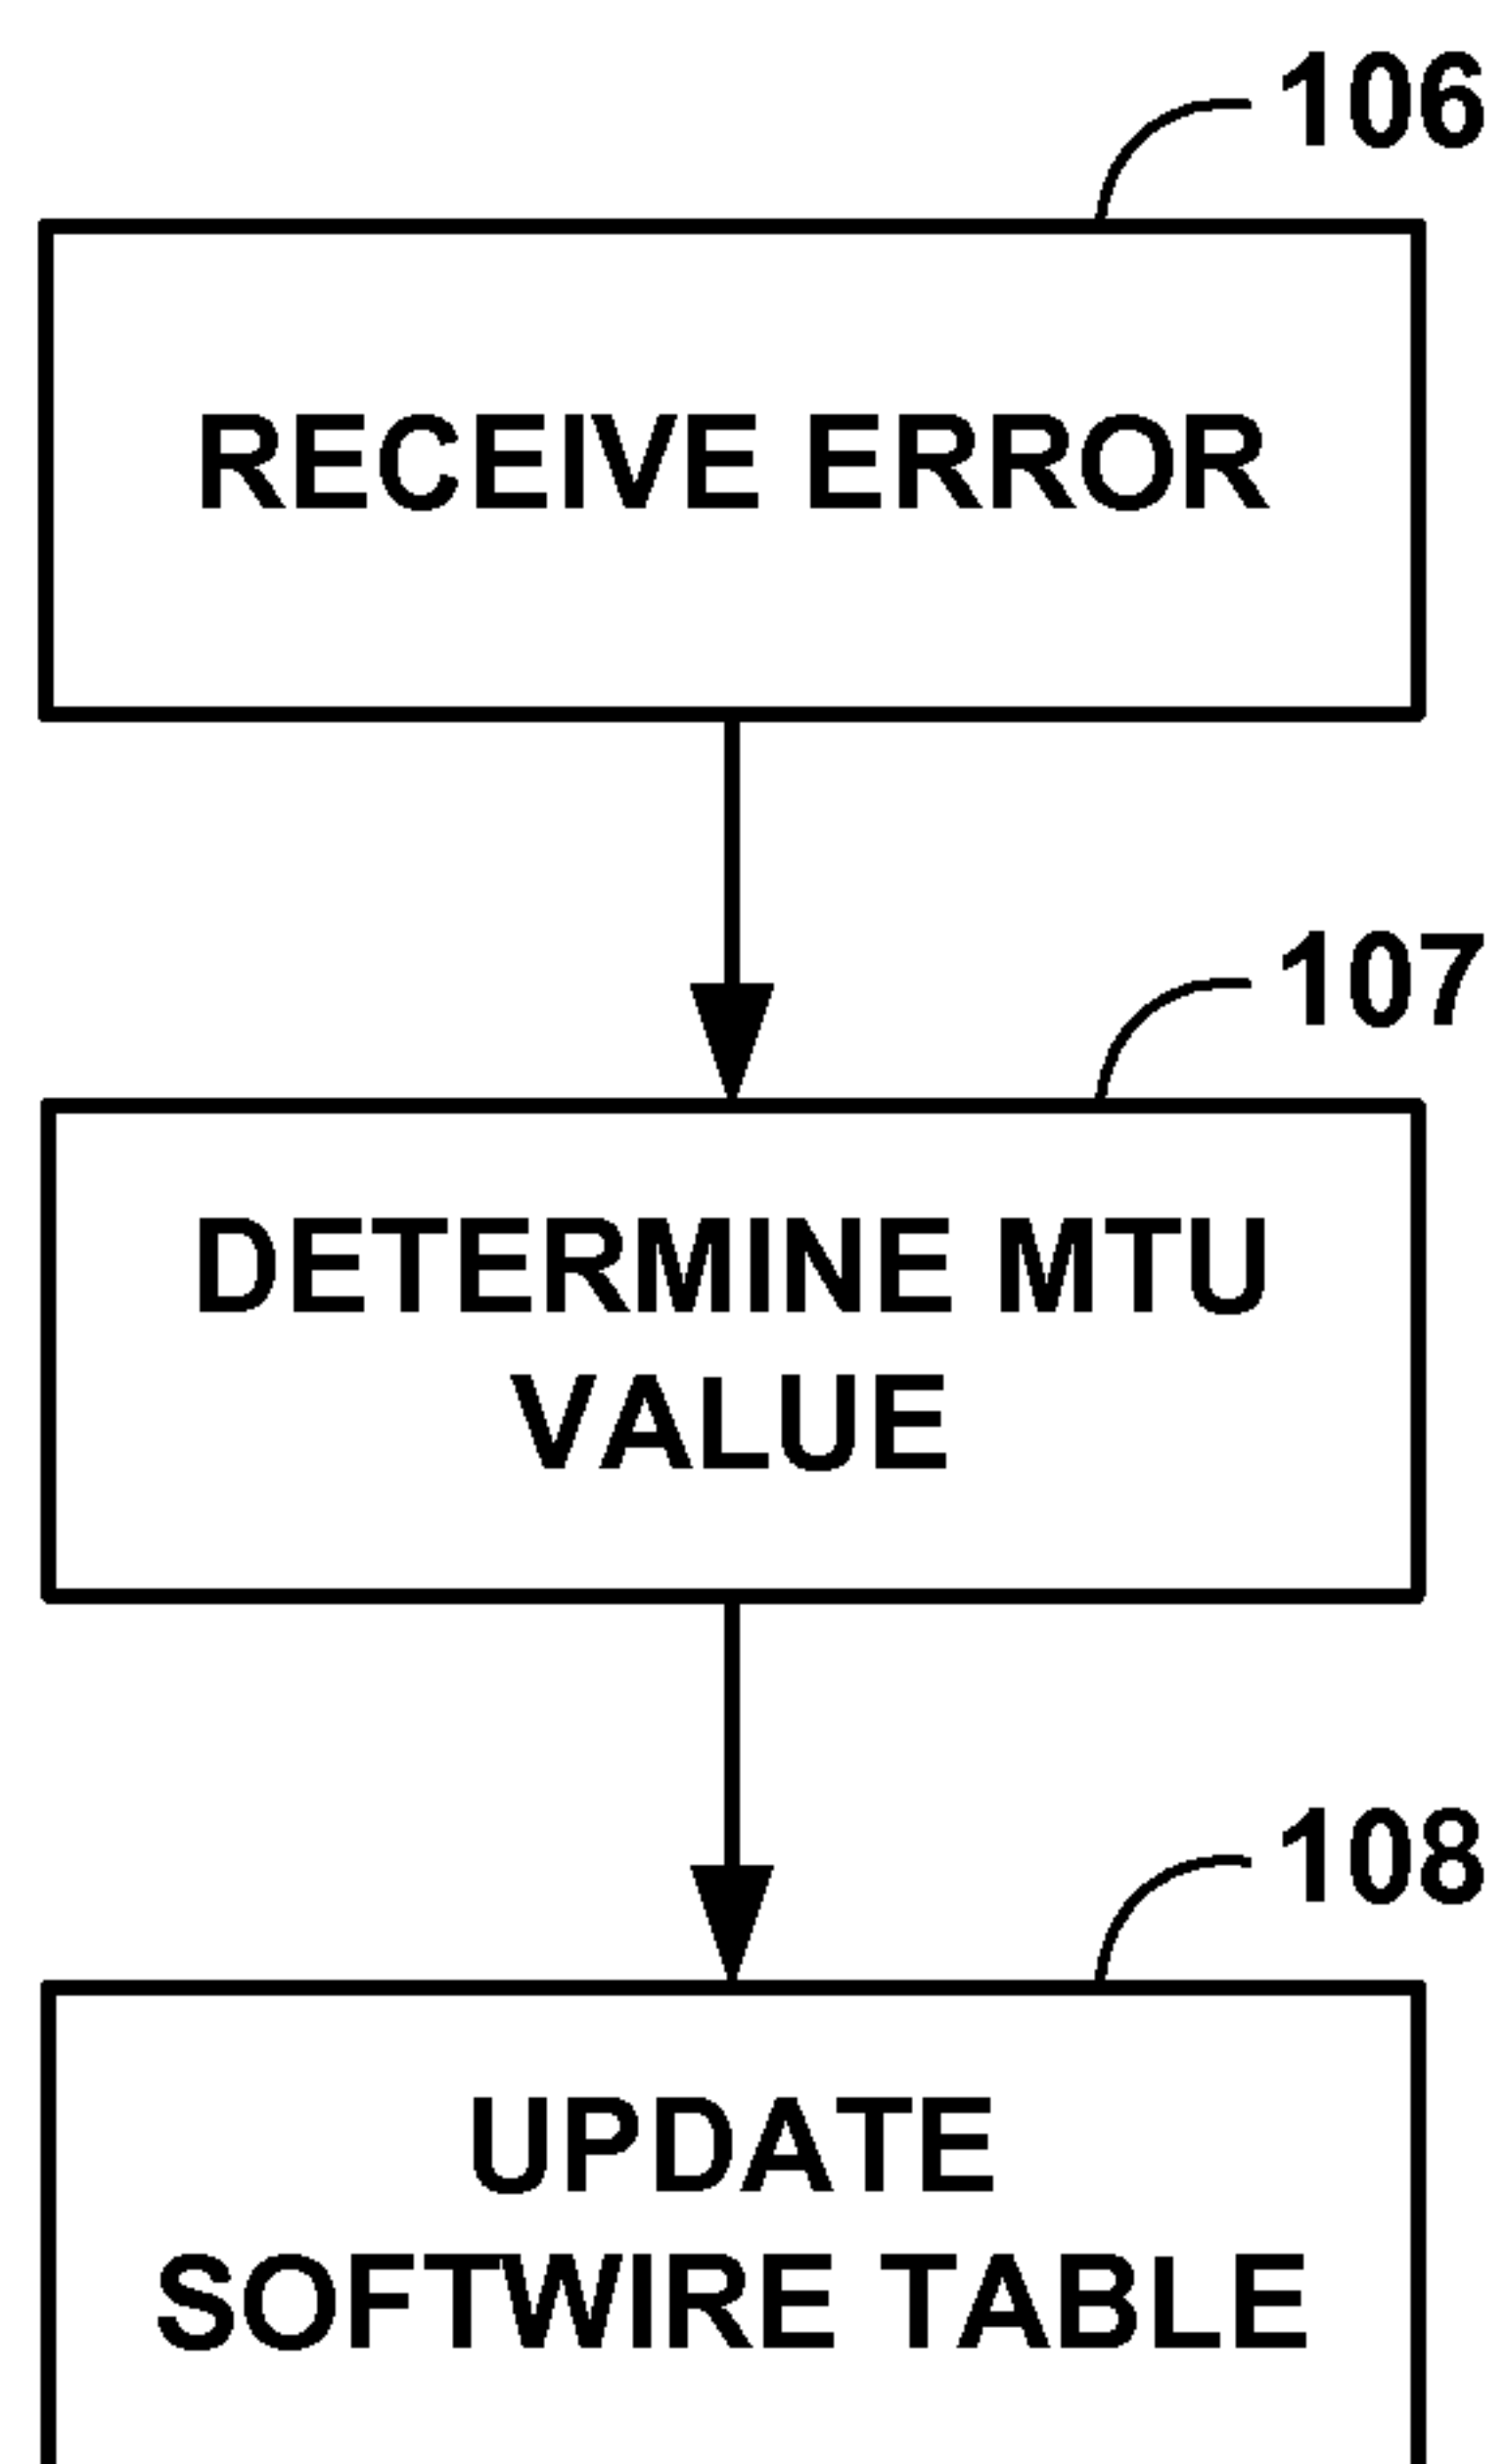 106
RECEIVE ERROR
107
DETERMINE MTU
VALUE
108
UPDATE
SOFTWIRE TABLE